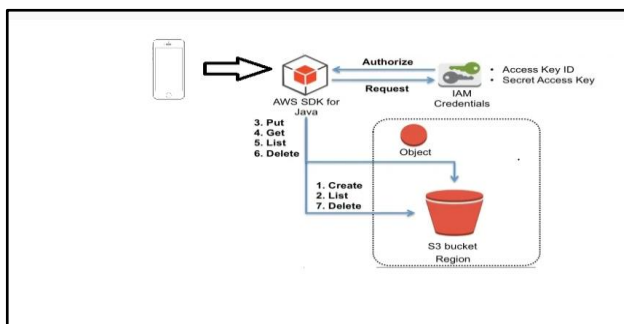 Authorize
Request
• Access Key ID
• Secret Access Key
IAM
Credentials
AWS SDK for
Java
3. Put
4. Get
5. List
6. Delete
Object
1. Create
2. List
7. Delete
S3 bucket
Region